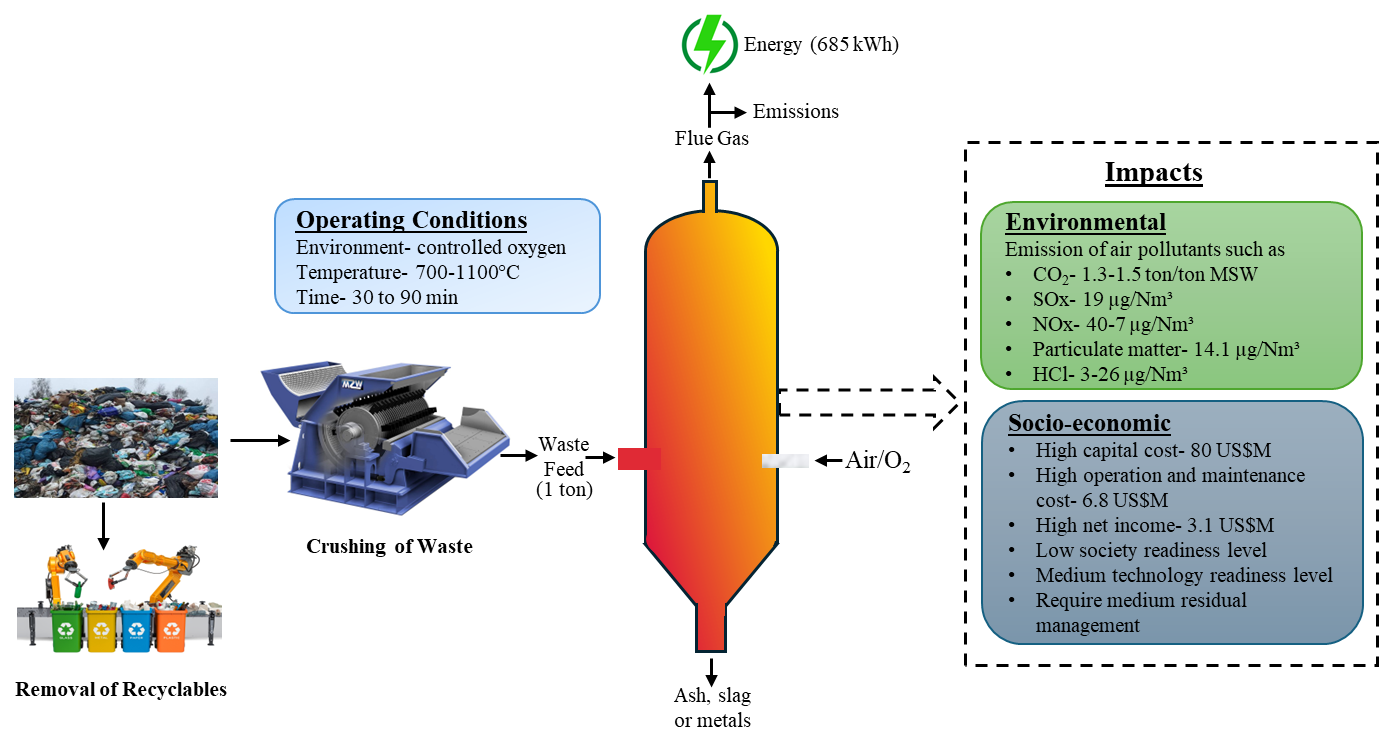 Energy (685 kWh)
Emissions
Flue Gas
Operating Conditions
Environment- controlled oxygen
Temperature- 700-1100°C
Time- 30 to 90 min
MZW
Crushing of Waste
Removal of Recyclables
Waste
Feed
(1 ton)
Air/O₂
Ash, slag
or metals
Impacts
Environmental
Emission of air pollutants such as
• CO₂- 1.3-1.5 ton/ton MSW
• SOx- 19 µg/Nm³
• NOx- 40-7 µg/Nm³
• Particulate matter- 14.1 µg/Nm³
• HCl- 3-26 µg/Nm³
Socio-economic
• High capital cost- 80 US$M
• High operation and maintenance
cost- 6.8 US$M
• High net income- 3.1 US$M
• Low society readiness level
• Medium technology readiness level
• Require medium residual
management